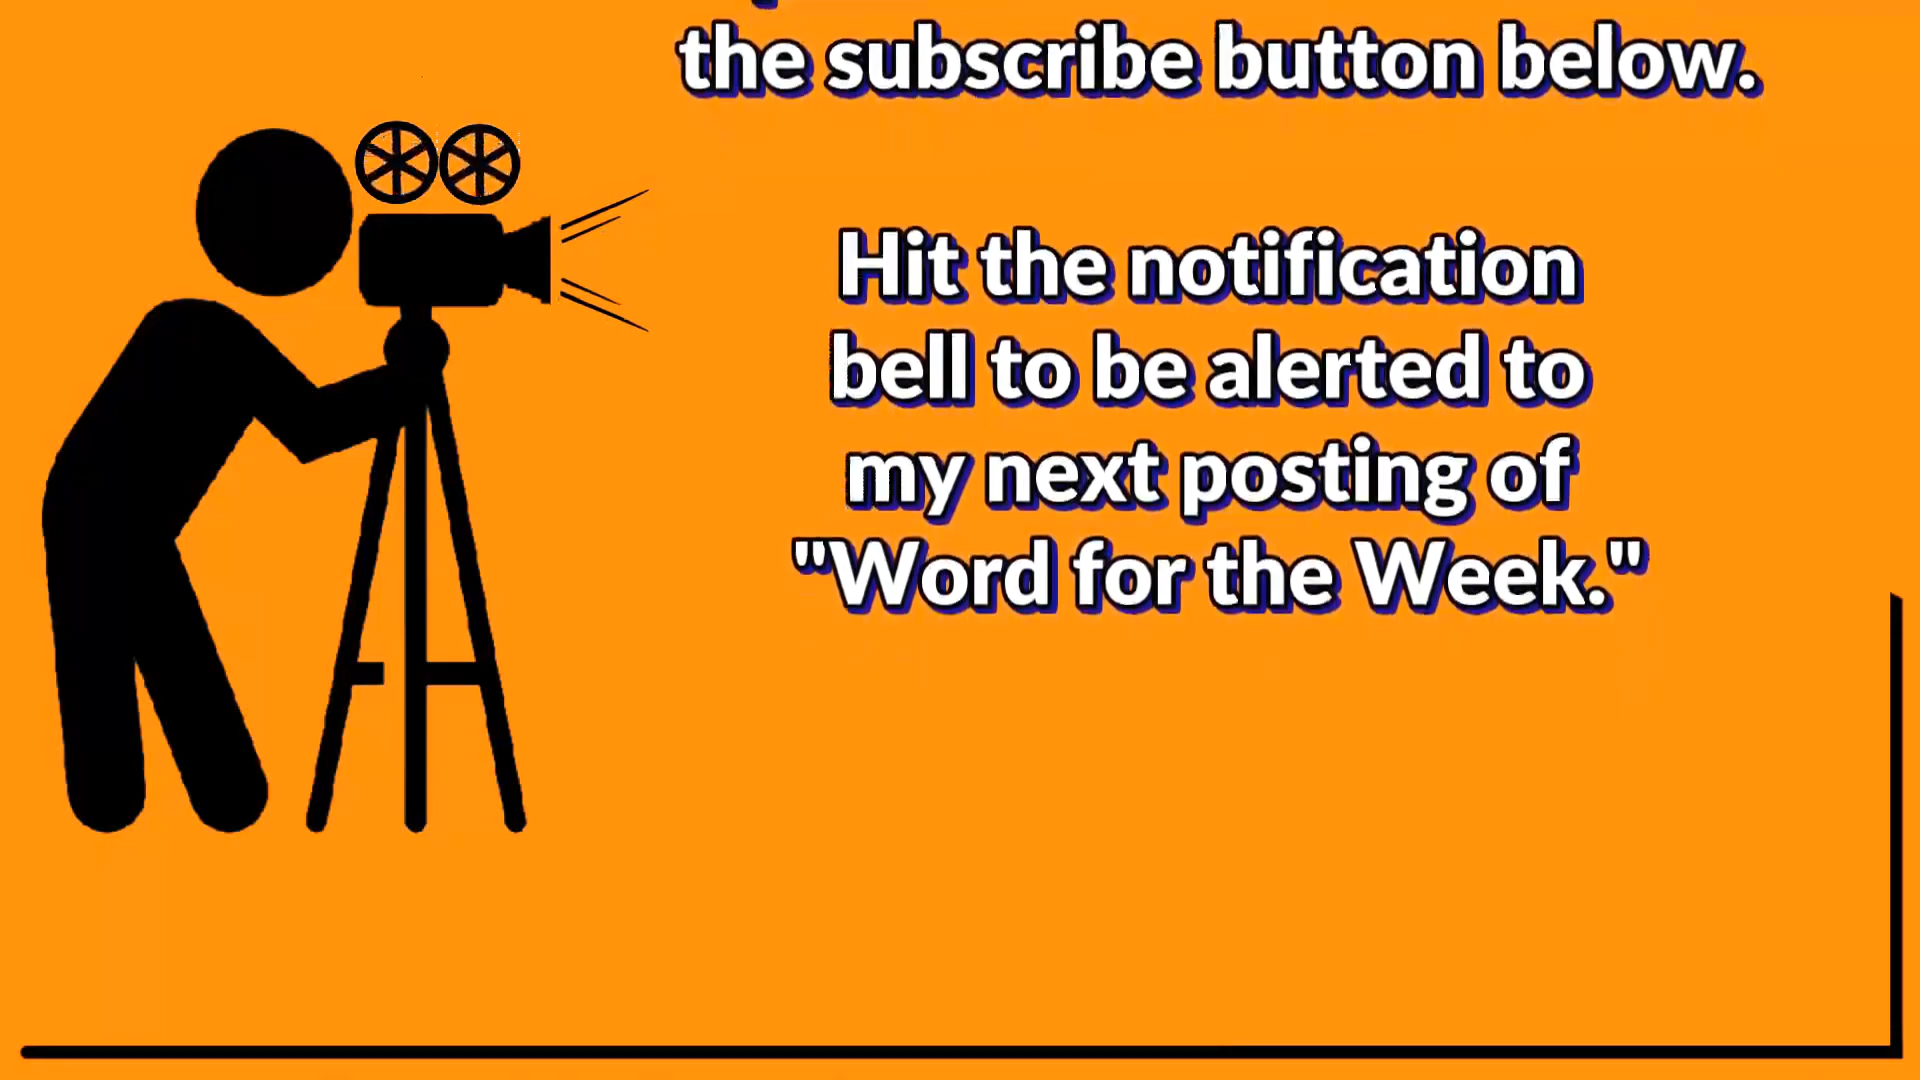 the subscribe button below.
Hit the notification
bell to be alerted to
my next posting of
"Word for the Week."